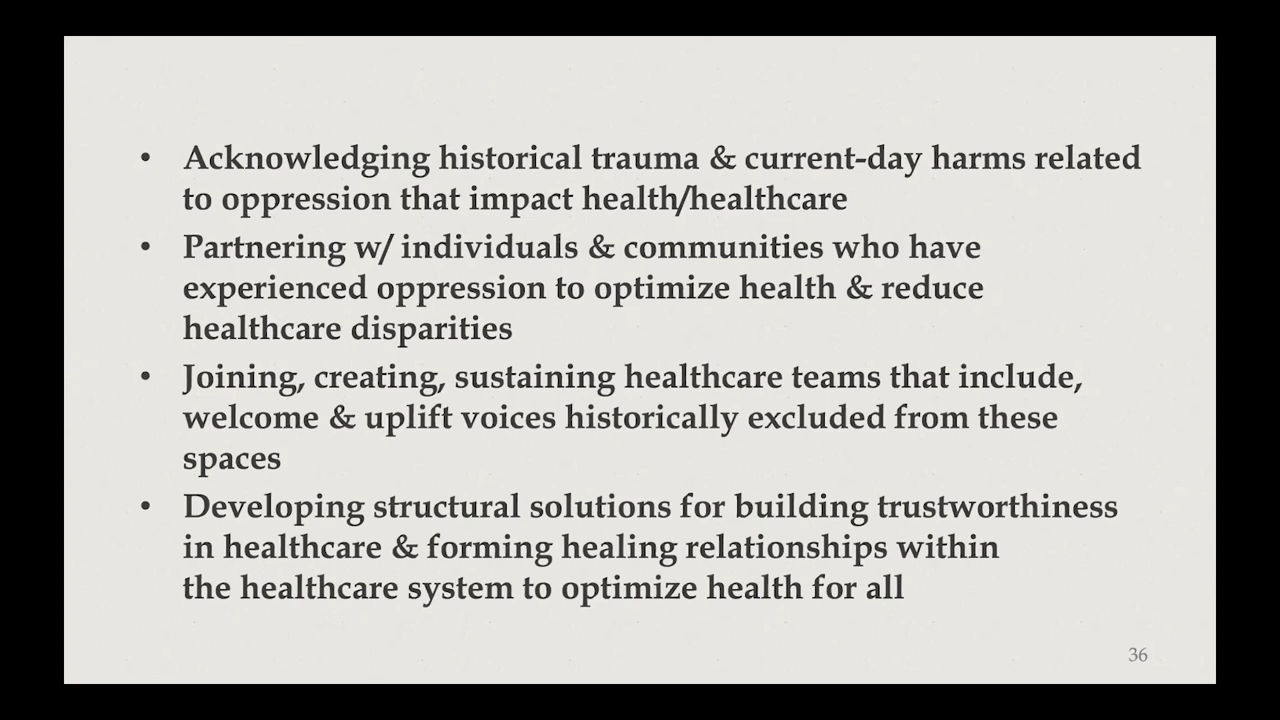 • Acknowledging historical trauma & current-day harms related
to oppression that impact health/healthcare
• Partnering w/ individuals & communities who have
experienced oppression to optimize health & reduce
healthcare disparities
• Joining, creating, sustaining healthcare teams that include,
welcome & uplift voices historically excluded from these
spaces
• Developing structural solutions for building trustworthiness
in healthcare & forming healing relationships within
the healthcare system to optimize health for all
36